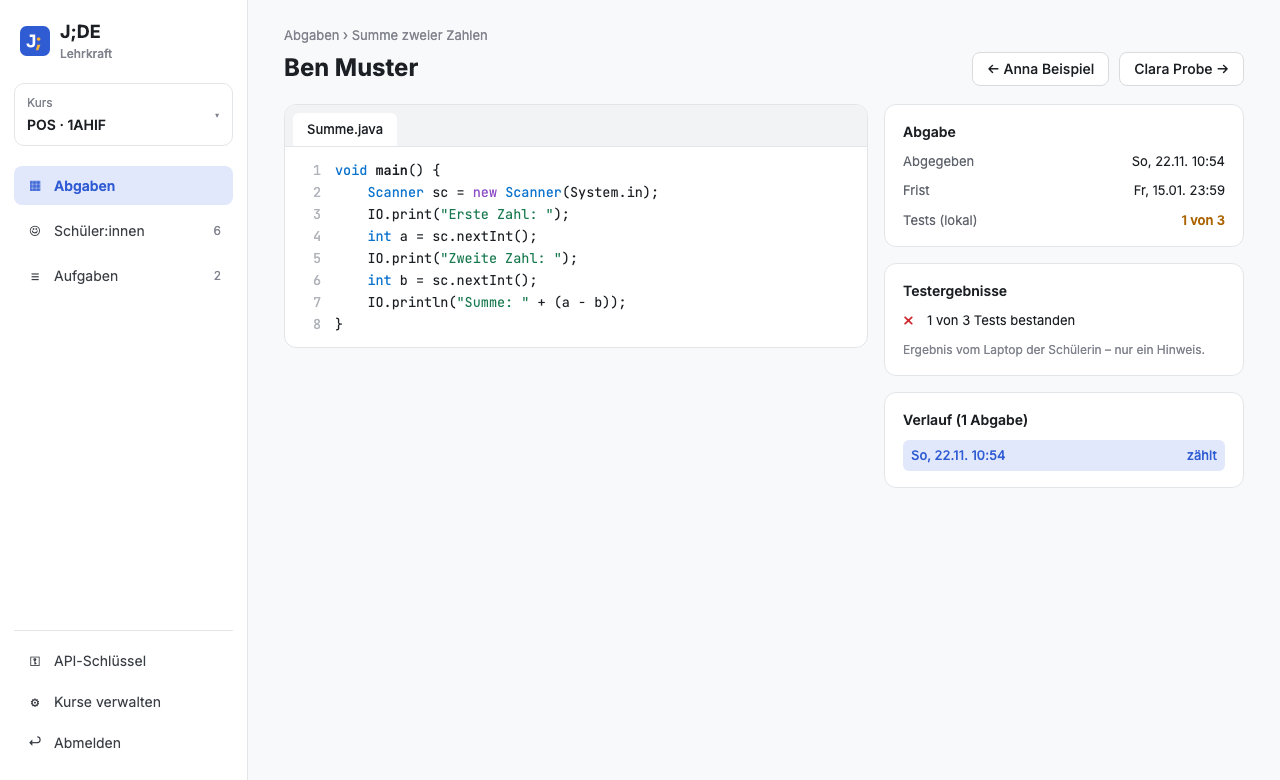 J;DE
Lehrkraft
Kurs
POS · 1AHIF
Abgaben
Schüler:innen 6
Aufgaben 2
API-Schlüssel
Kurse verwalten
Abmelden
Abgaben › Summe zweier Zahlen
Ben Muster
← Anna Beispiel
Clara Probe →
Summe.java
1 void main() {
2     Scanner sc = new Scanner(System.in);
3     IO.print("Erste Zahl: ");
4     int a = sc.nextInt();
5     IO.print("Zweite Zahl: ");
6     int b = sc.nextInt();
7     IO.println("Summe: " + (a - b));
8 }
Abgabe
Abgegeben So, 22.11. 10:54
Frist Fr, 15.01. 23:59
Tests (lokal) 1 von 3
Testergebnisse
✕ 1 von 3 Tests bestanden
Ergebnis vom Laptop der Schülerin – nur ein Hinweis.
Verlauf (1 Abgabe)
So, 22.11. 10:54 zählt